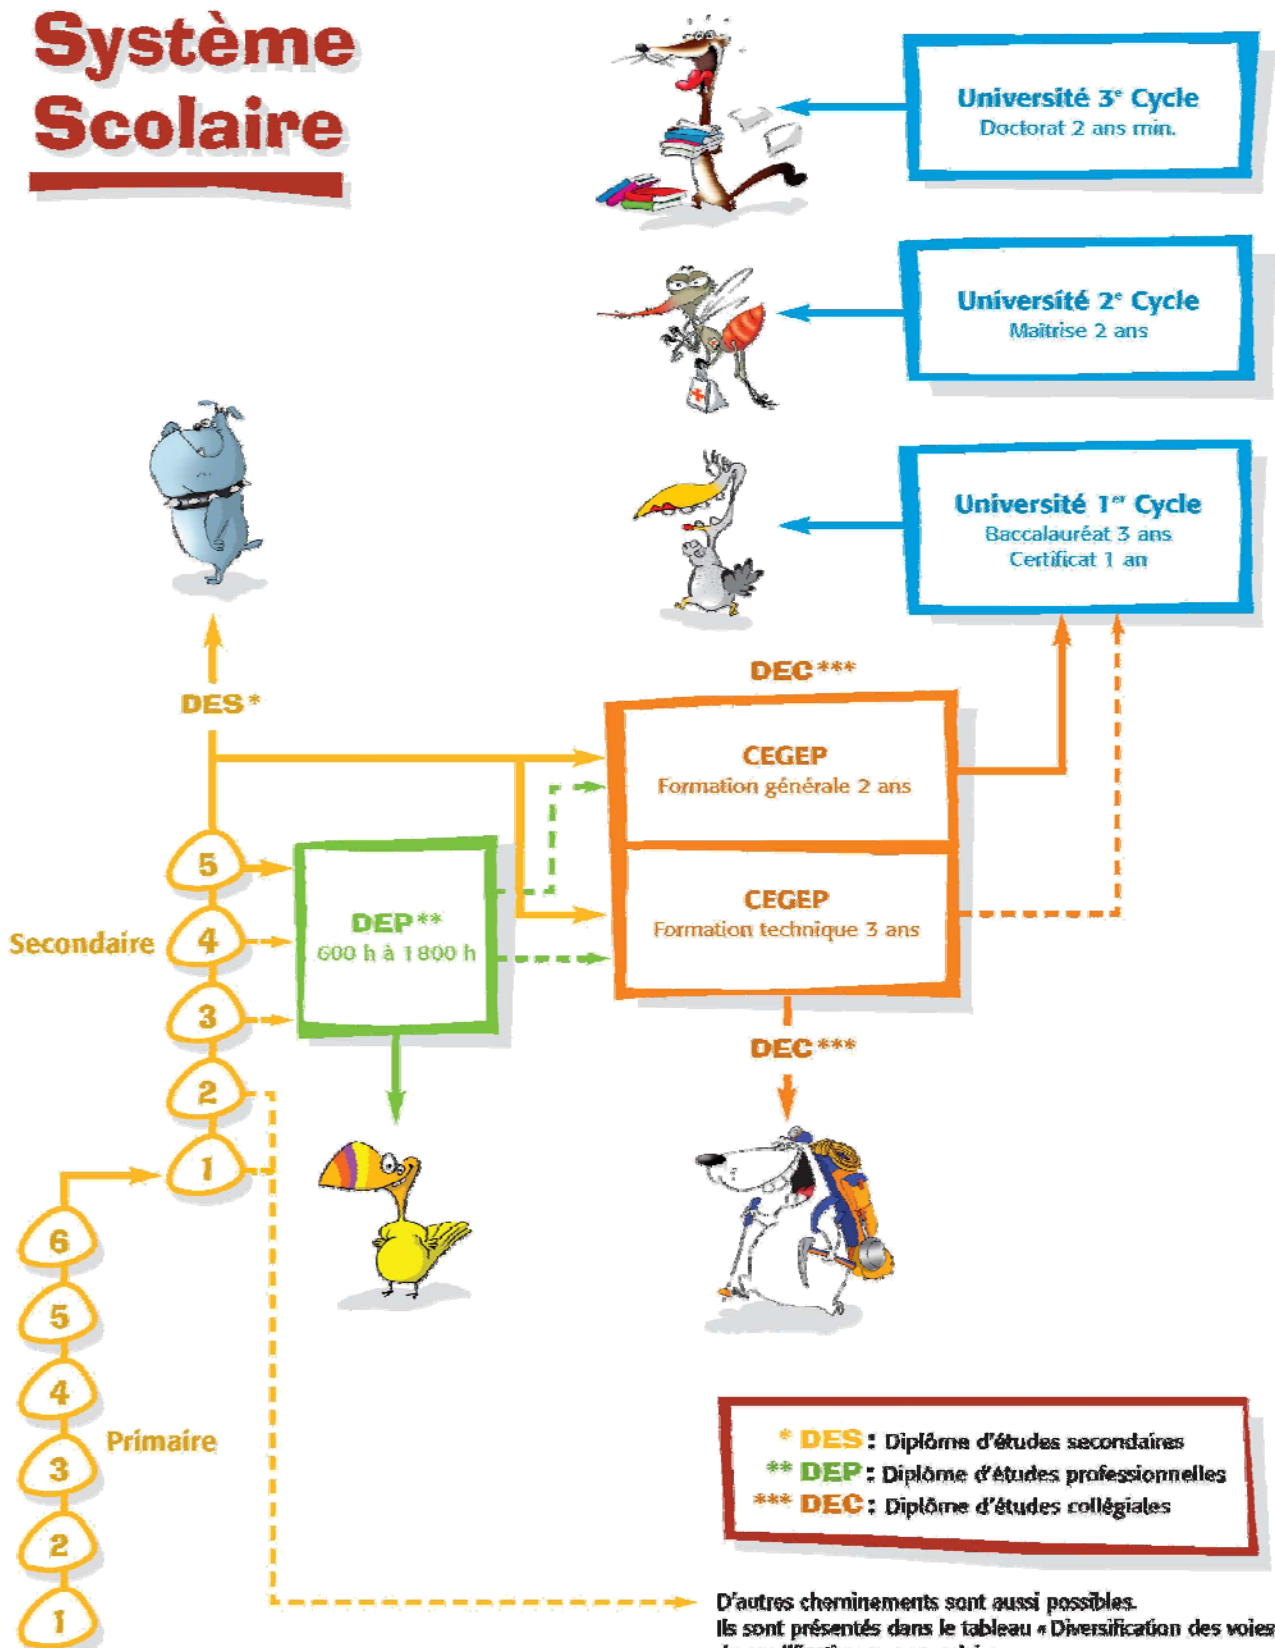 Système
Scolaire
Université 3e Cycle
Doctorat 2 ans min.
Université 2e Cycle
Maîtrise 2 ans
Université 1er Cycle
Baccalauréat 3 ans
Certificat 1 an
DES*
DEC***
CEGEP
Formation générale 2 ans
CEGEP
Formation technique 3 ans
DEC***
DEP**
600 h à 1800 h
Secondaire
5
4
3
2
1
6
5
4
3
2
1
Primaire
* DES : Diplôme d'études secondaires
** DEP : Diplôme d'études professionnelles
*** DEC : Diplôme d'études collégiales
D'autres cheminements sont aussi possibles.
Ils sont présentés dans le tableau « Diversification des voies